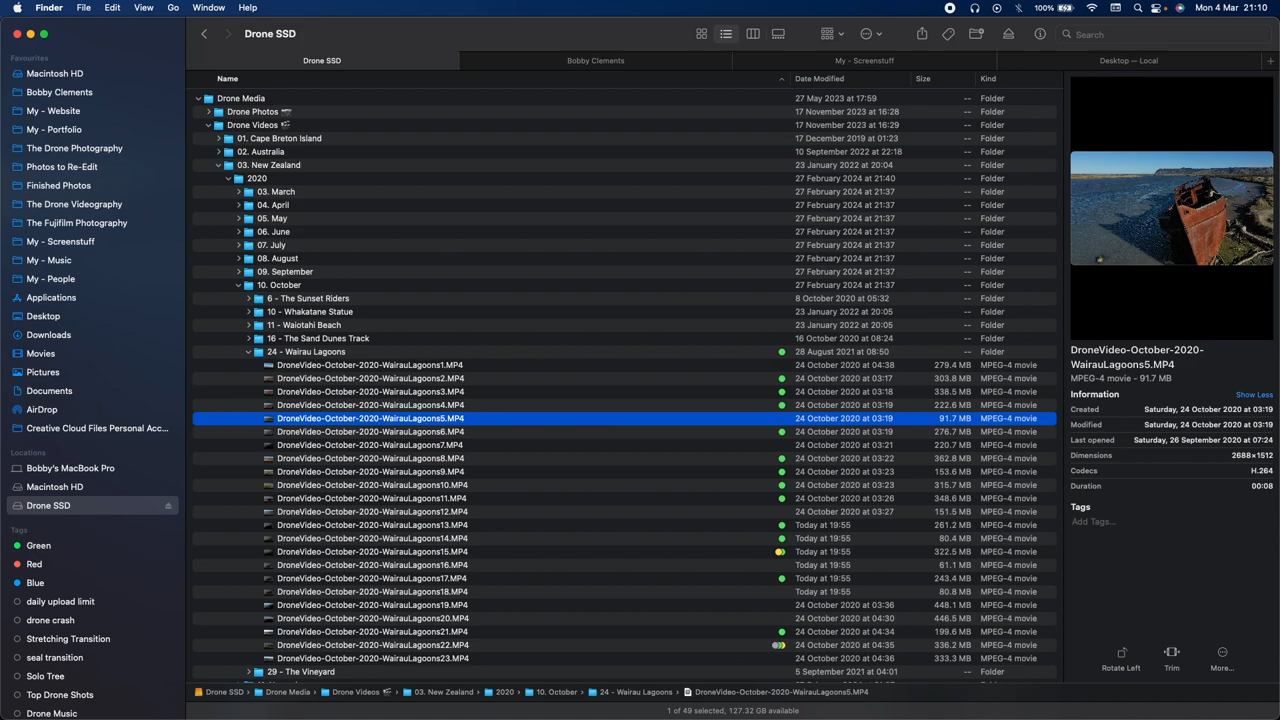 Finder File Edit View Go Window Help 100% Mon 4 Mar 21:10
Drone SSD Search
Drone SSD Bobby Clements My - Screenstuff Desktop — Local
Favourites
Macintosh HD
Bobby Clements
My - Website
My - Portfolio
The Drone Photography
Photos to Re-Edit
Finished Photos
The Drone Videography
The Fujifilm Photography
My - Screenstuff
My - Music
My - People
Applications
Desktop
Downloads
Movies
Pictures
Documents
AirDrop
Creative Cloud Files Personal Acc...
Locations
Bobby's MacBook Pro
Macintosh HD
Drone SSD
Tags
Green
Red
Blue
daily upload limit
drone crash
Stretching Transition
seal transition
Solo Tree
Top Drone Shots
Drone Music
Name Date Modified Size Kind
Drone Media 27 May 2023 at 17:59 -- Folder
Drone Photos 17 November 2023 at 16:28 -- Folder
Drone Videos 17 November 2023 at 16:29 -- Folder
01. Cape Breton Island 17 December 2019 at 01:23 -- Folder
02. Australia 10 September 2022 at 22:18 -- Folder
03. New Zealand 23 January 2022 at 20:04 -- Folder
2020 27 February 2024 at 21:40 -- Folder
03. March 27 February 2024 at 21:37 -- Folder
04. April 27 February 2024 at 21:37 -- Folder
05. May 27 February 2024 at 21:37 -- Folder
06. June 27 February 2024 at 21:37 -- Folder
07. July 27 February 2024 at 21:37 -- Folder
08. August 27 February 2024 at 21:37 -- Folder
09. September 27 February 2024 at 21:37 -- Folder
10. October 27 February 2024 at 21:37 -- Folder
6 - The Sunset Riders 8 October 2020 at 05:32 -- Folder
10 - Whakatane Statue 23 January 2022 at 20:05 -- Folder
11 - Waiotahi Beach 23 January 2022 at 20:05 -- Folder
16 - The Sand Dunes Track 16 October 2020 at 08:24 -- Folder
24 - Wairau Lagoons 28 August 2021 at 08:50 -- Folder
DroneVideo-October-2020-WairauLagoons1.MP4 24 October 2020 at 04:38 279.4 MB MPEG-4 movie
DroneVideo-October-2020-WairauLagoons2.MP4 24 October 2020 at 03:17 303.8 MB MPEG-4 movie
DroneVideo-October-2020-WairauLagoons3.MP4 24 October 2020 at 03:18 338.5 MB MPEG-4 movie
DroneVideo-October-2020-WairauLagoons4.MP4 24 October 2020 at 03:19 222.6 MB MPEG-4 movie
DroneVideo-October-2020-WairauLagoons5.MP4 24 October 2020 at 03:19 91.7 MB MPEG-4 movie
DroneVideo-October-2020-WairauLagoons6.MP4 24 October 2020 at 03:19 276.7 MB MPEG-4 movie
DroneVideo-October-2020-WairauLagoons7.MP4 24 October 2020 at 03:21 220.7 MB MPEG-4 movie
DroneVideo-October-2020-WairauLagoons8.MP4 24 October 2020 at 03:22 362.8 MB MPEG-4 movie
DroneVideo-October-2020-WairauLagoons9.MP4 24 October 2020 at 03:23 153.6 MB MPEG-4 movie
DroneVideo-October-2020-WairauLagoons10.MP4 24 October 2020 at 03:23 315.7 MB MPEG-4 movie
DroneVideo-October-2020-WairauLagoons11.MP4 24 October 2020 at 03:26 348.6 MB MPEG-4 movie
DroneVideo-October-2020-WairauLagoons12.MP4 24 October 2020 at 03:27 151.5 MB MPEG-4 movie
DroneVideo-October-2020-WairauLagoons13.MP4 Today at 19:55 261.2 MB MPEG-4 movie
DroneVideo-October-2020-WairauLagoons14.MP4 Today at 19:55 80.4 MB MPEG-4 movie
DroneVideo-October-2020-WairauLagoons15.MP4 Today at 19:55 322.5 MB MPEG-4 movie
DroneVideo-October-2020-WairauLagoons16.MP4 Today at 19:55 61.1 MB MPEG-4 movie
DroneVideo-October-2020-WairauLagoons17.MP4 Today at 19:55 243.4 MB MPEG-4 movie
DroneVideo-October-2020-WairauLagoons18.MP4 Today at 19:55 80.8 MB MPEG-4 movie
DroneVideo-October-2020-WairauLagoons19.MP4 24 October 2020 at 03:36 448.1 MB MPEG-4 movie
DroneVideo-October-2020-WairauLagoons20.MP4 24 October 2020 at 04:30 446.5 MB MPEG-4 movie
DroneVideo-October-2020-WairauLagoons21.MP4 24 October 2020 at 04:34 199.6 MB MPEG-4 movie
DroneVideo-October-2020-WairauLagoons22.MP4 24 October 2020 at 04:35 336.2 MB MPEG-4 movie
DroneVideo-October-2020-WairauLagoons23.MP4 24 October 2020 at 04:36 333.3 MB MPEG-4 movie
29 - The Vineyard 5 September 2021 at 04:01 -- Folder
DroneVideo-October-2020-
WairauLagoons5.MP4
MPEG-4 movie - 91.7 MB
Information Show Less
Created Saturday, 24 October 2020 at 03:19
Modified Saturday, 24 October 2020 at 03:19
Last opened Saturday, 26 September 2020 at 07:24
Dimensions 2688×1512
Codecs H.264
Duration 00:08
Tags
Add Tags...
Rotate Left Trim More...
Drone SSD › Drone Media › Drone Videos › 03. New Zealand › 2020 › 10. October › 24 - Wairau Lagoons › DroneVideo-October-2020-WairauLagoons5.MP4
1 of 49 selected, 127.32 GB available